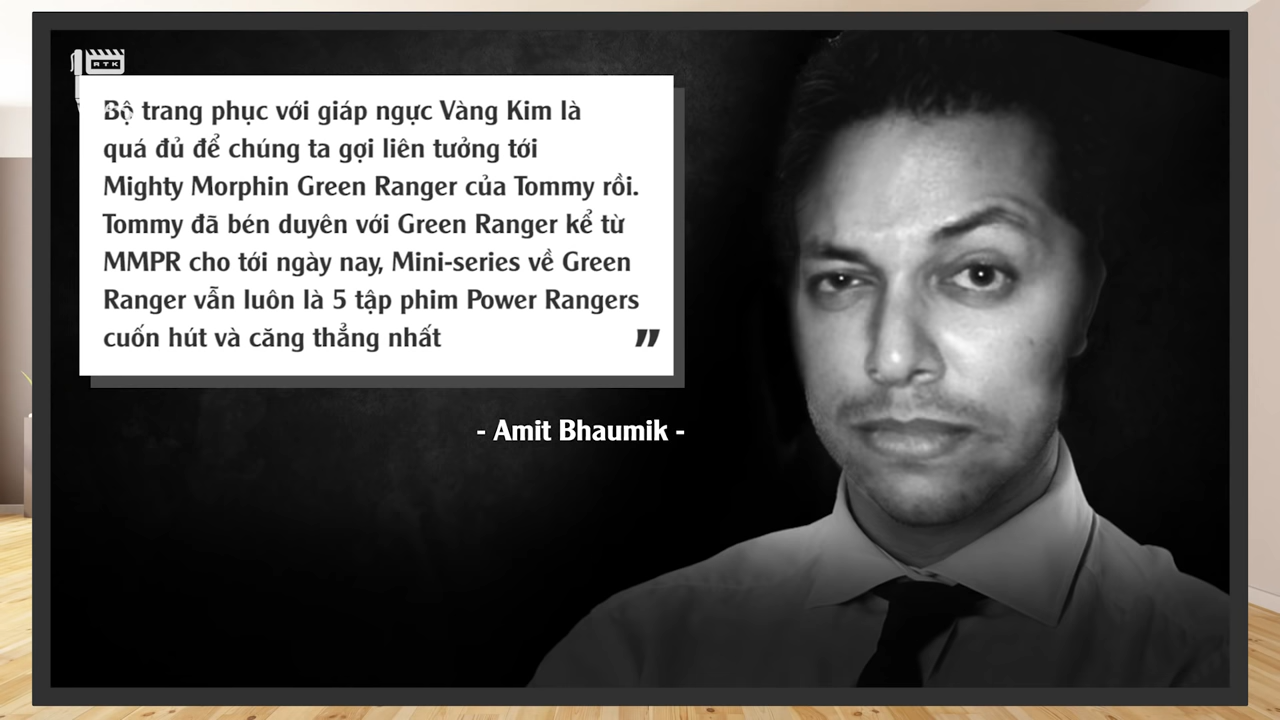 RTK
Bộ trang phục với giáp ngực Vàng Kim là
quá đủ để chúng ta gợi liên tưởng tới
Mighty Morphin Green Ranger của Tommy rồi.
Tommy đã bén duyên với Green Ranger kể từ
MMPR cho tới ngày nay, Mini-series về Green
Ranger vẫn luôn là 5 tập phim Power Rangers
cuốn hút và căng thẳng nhất
”
- Amit Bhaumik -